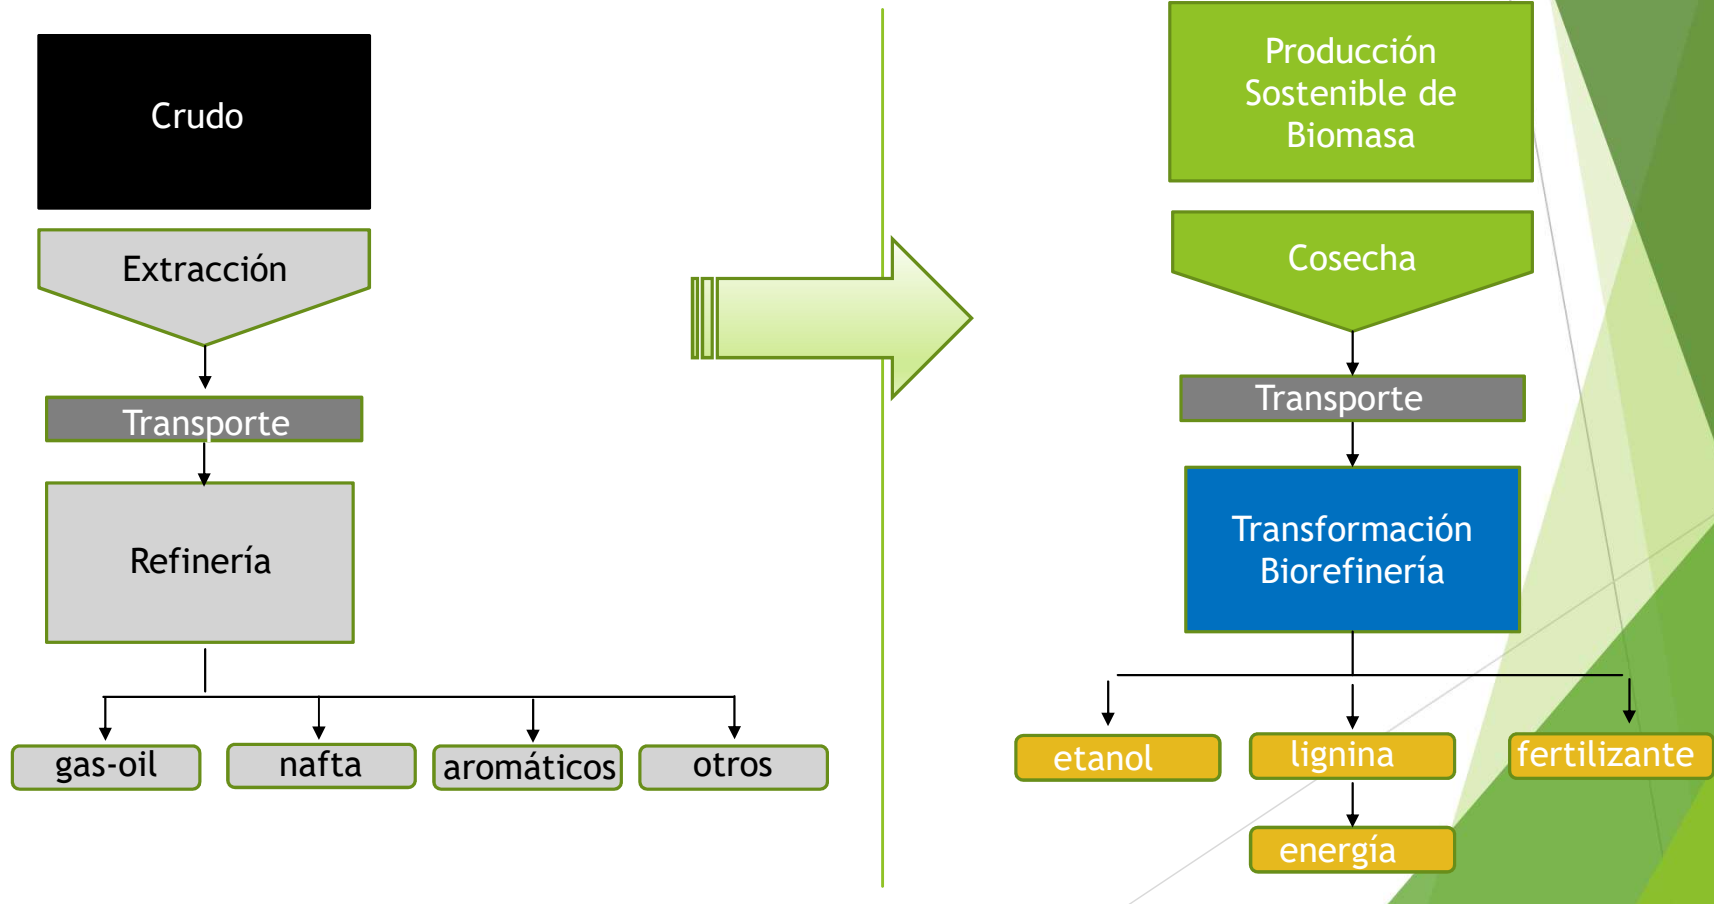 Crudo
Extracción
Transporte
Refinería
gas-oil
nafta
aromáticos
otros
Producción
Sostenible de
Biomasa
Cosecha
Transporte
Transformación
Biorefinería
etanol
lignina
fertilizante
energía